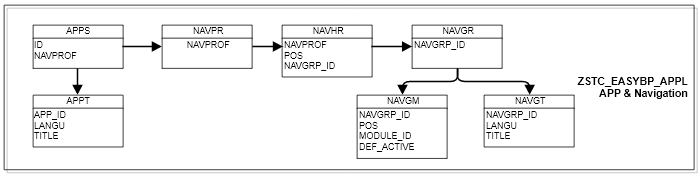 APPS
ID
NAVPROF
NAVPR
NAVPROF
NAVHR
NAVPROF
POS
NAVGRP_ID
NAVGR
NAVGRP_ID
ZSTC_EASYBP_APPL
APP & Navigation
APPT
APP_ID
LANGU
TITLE
NAVGM
NAVGRP_ID
POS
MODULE_ID
DEF_ACTIVE
NAVGT
NAVGRP_ID
LANGU
TITLE